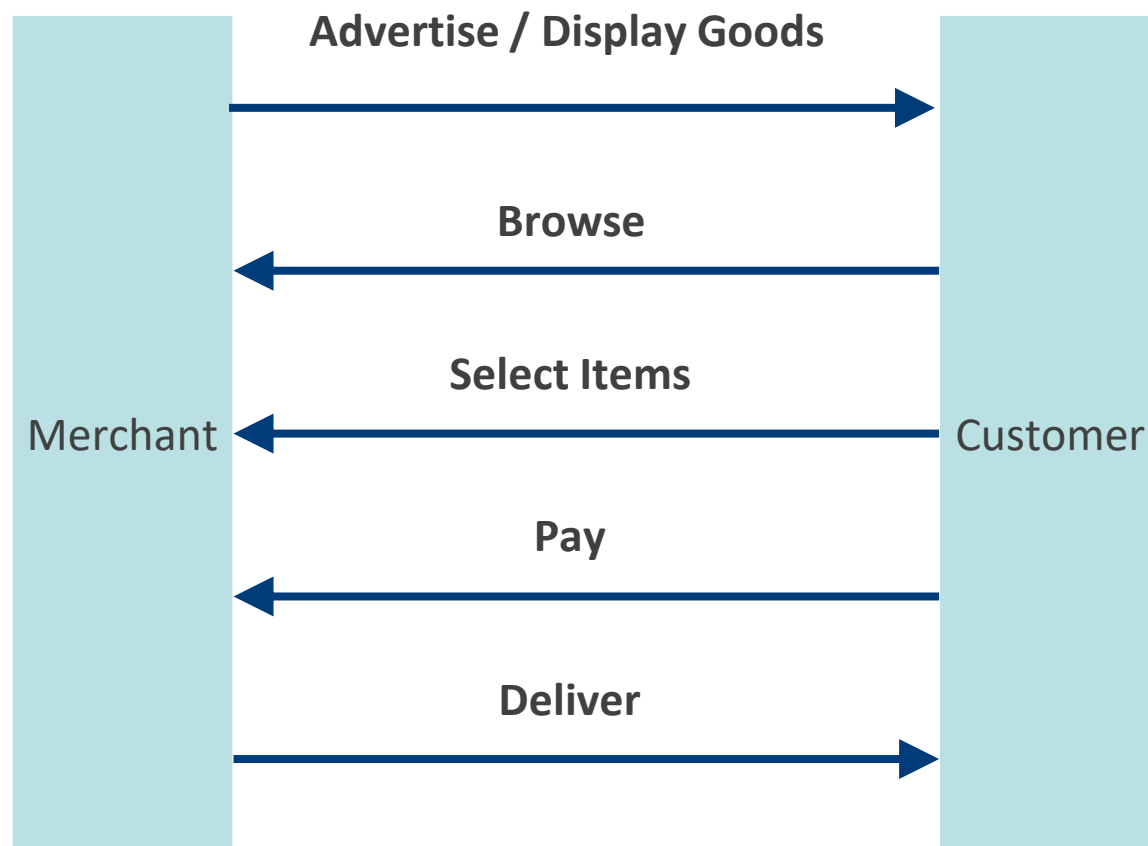 Advertise / Display Goods
Browse
Select Items
Merchant
Customer
Pay
Deliver